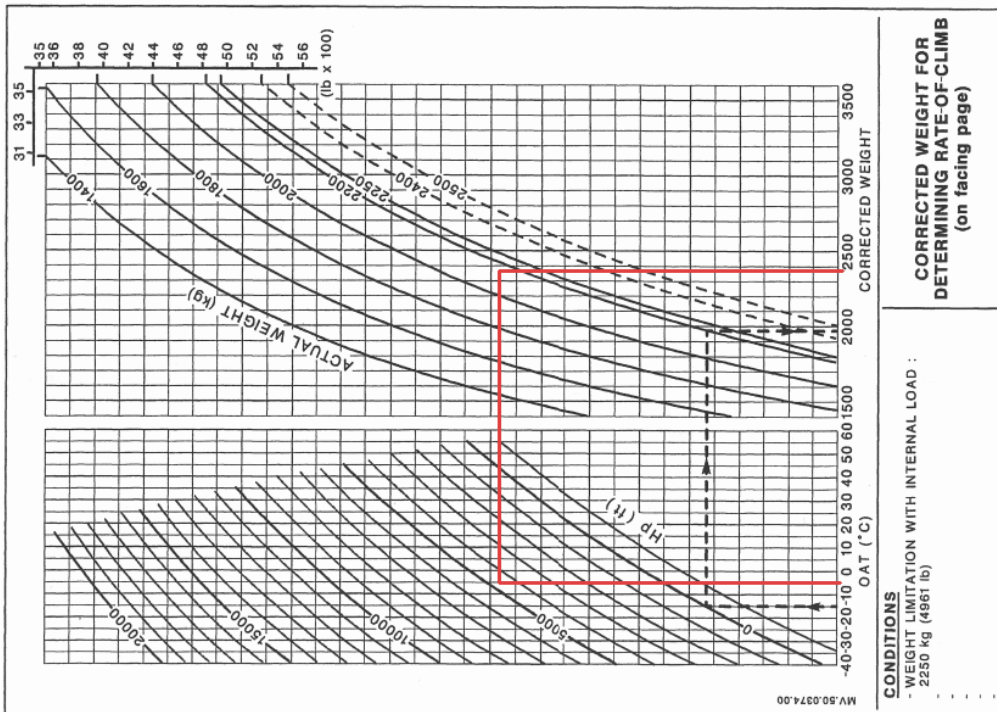 CORRECTED WEIGHT FOR
DETERMINING RATE-OF-CLIMB
(on facing page)
31 33 35
35
36
38
40
42
44
46
48
50
52
54
56
(lb x 100)
1400
1600
1800
2000
2200
2250
2400
2500
ACTUAL WEIGHT (kg)
1500 2000 2500 3000 3500
CORRECTED WEIGHT
20000
15000
10000
5000
0
Hp (ft)
-40 -30 -20 -10 0 10 20 30 40 50 60
OAT (°C)
CONDITIONS
- WEIGHT LIMITATION WITH INTERNAL LOAD :
2250 kg (4961 lb)
MV.50.0374.00